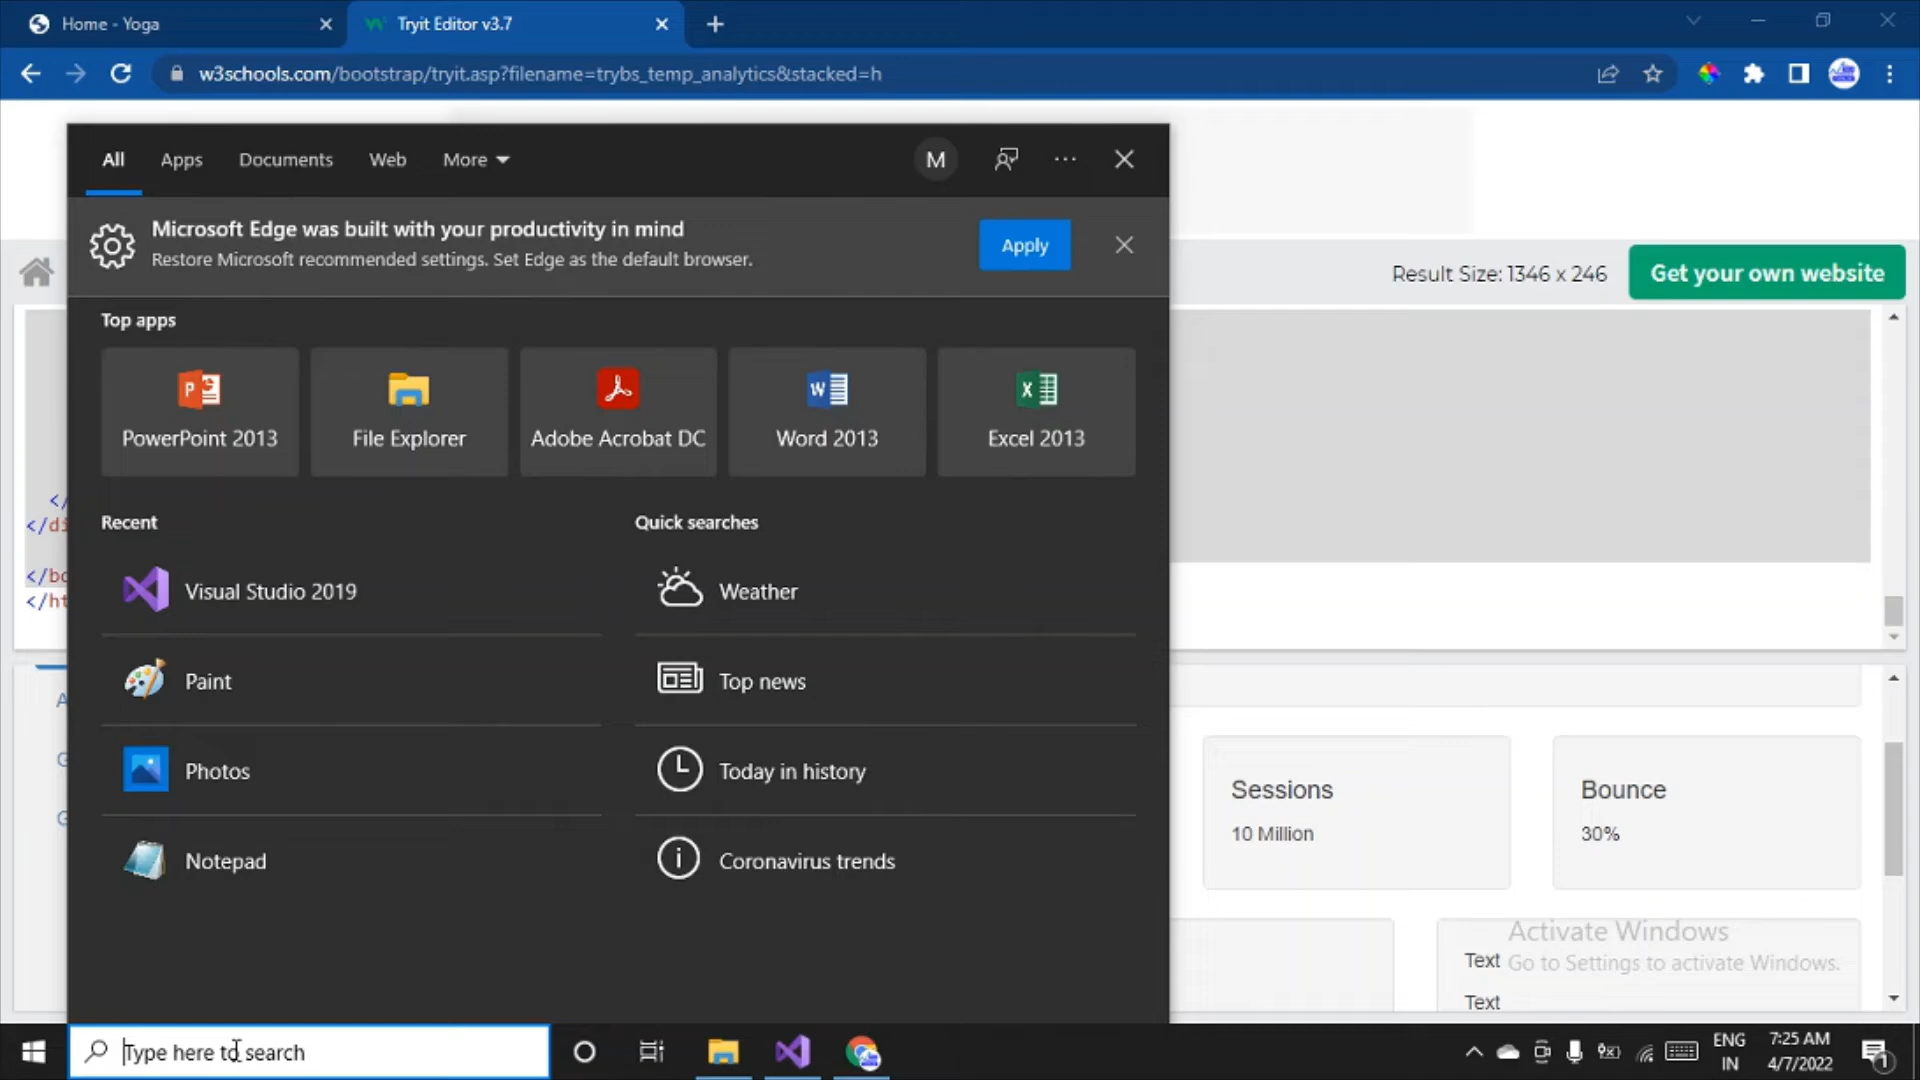 Home - Yoga
Tryit Editor v3.7
w3schools.com/bootstrap/tryit.asp?filename=trybs_temp_analytics&stacked=h
All Apps Documents Web More
M
Microsoft Edge was built with your productivity in mind
Restore Microsoft recommended settings. Set Edge as the default browser.
Apply
Result Size: 1346 x 246
Get your own website
Top apps
PowerPoint 2013
File Explorer
Adobe Acrobat DC
Word 2013
Excel 2013
</
</di
</bo
</ht
Recent
Visual Studio 2019
Paint
Photos
Notepad
Quick searches
Weather
Top news
Today in history
Coronavirus trends
Sessions
10 Million
Bounce
30%
Text
Text
Activate Windows
Go to Settings to activate Windows.
Type here to search
ENG
IN
7:25 AM
4/7/2022
1